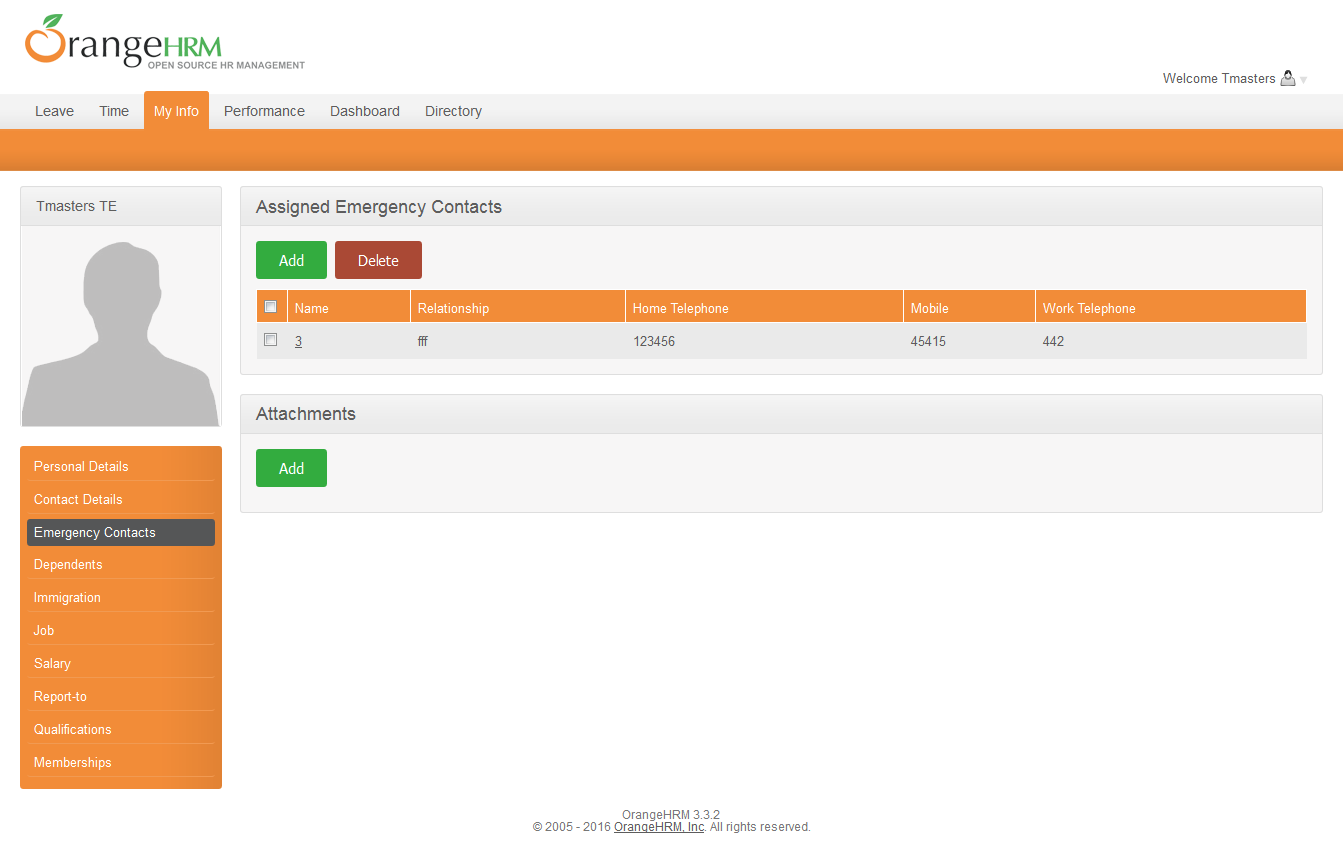 OrangeHRM
OPEN SOURCE HR MANAGEMENT
Welcome Tmasters
Leave Time My Info Performance Dashboard Directory
Tmasters TE
Personal Details
Contact Details
Emergency Contacts
Dependents
Immigration
Job
Salary
Report-to
Qualifications
Memberships
Assigned Emergency Contacts
Add Delete
Name Relationship Home Telephone Mobile Work Telephone
3 fff 123456 45415 442
Attachments
Add
OrangeHRM 3.3.2
© 2005 - 2016 OrangeHRM, Inc. All rights reserved.